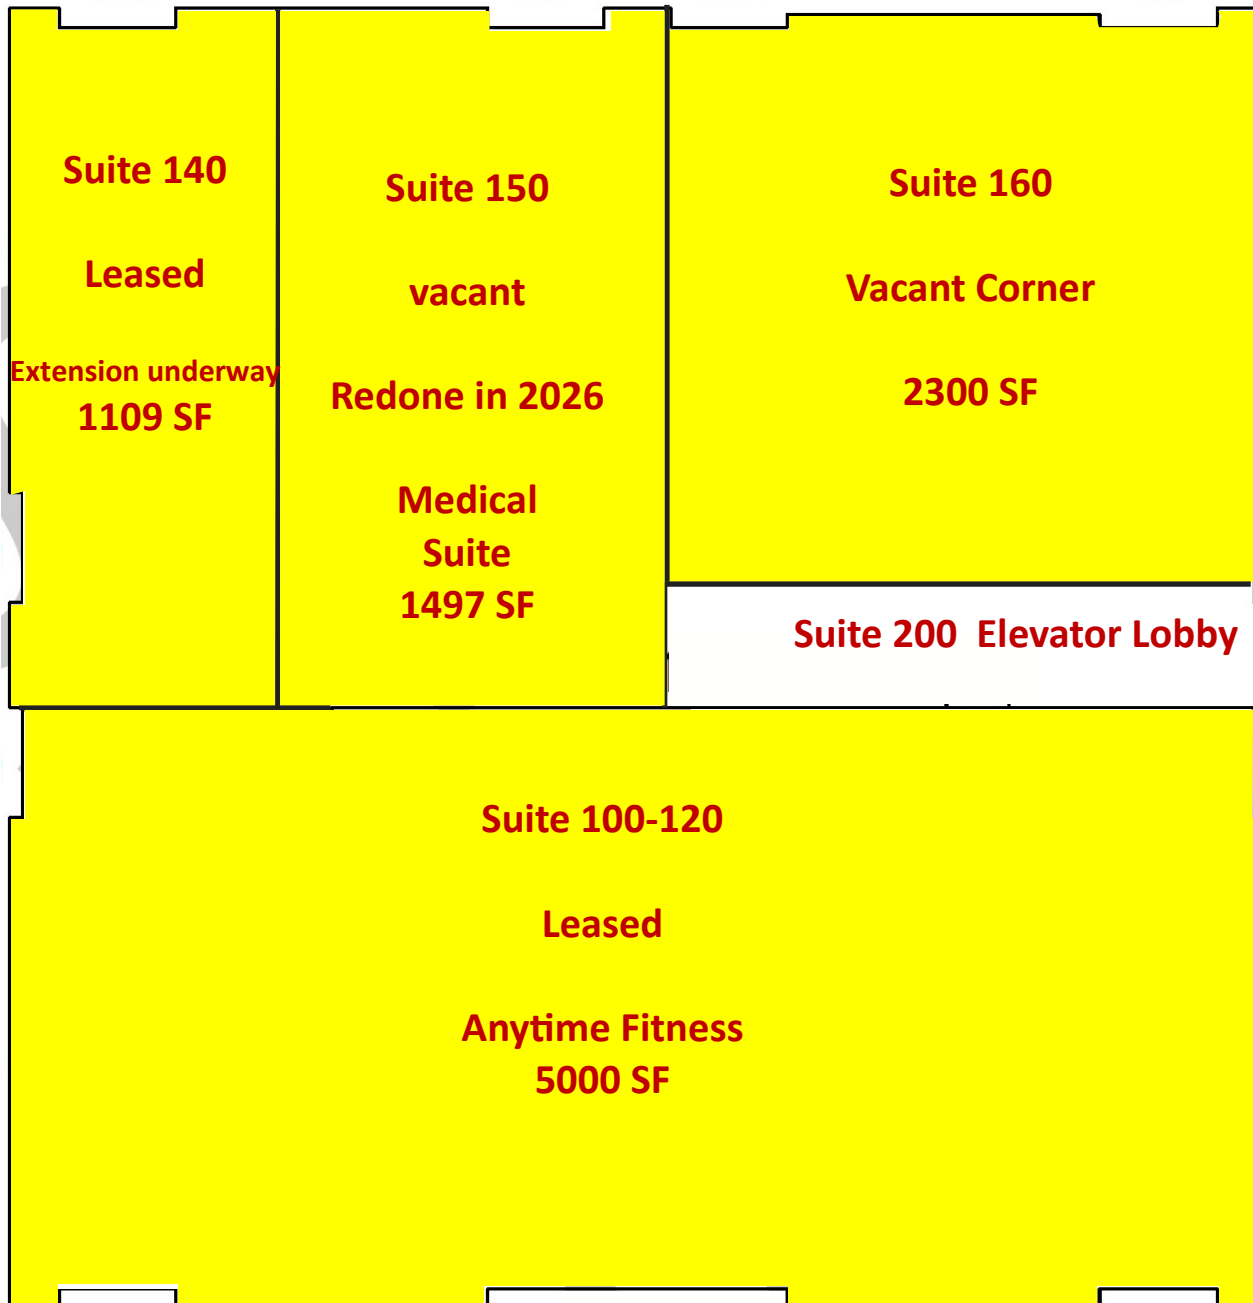 Suite 140
Leased
Extension underway
1109 SF
Suite 150
vacant
Redone in 2026
Medical
Suite
1497 SF
Suite 160
Vacant Corner
2300 SF
Suite 200 Elevator Lobby
Suite 100-120
Leased
Anytime Fitness
5000 SF